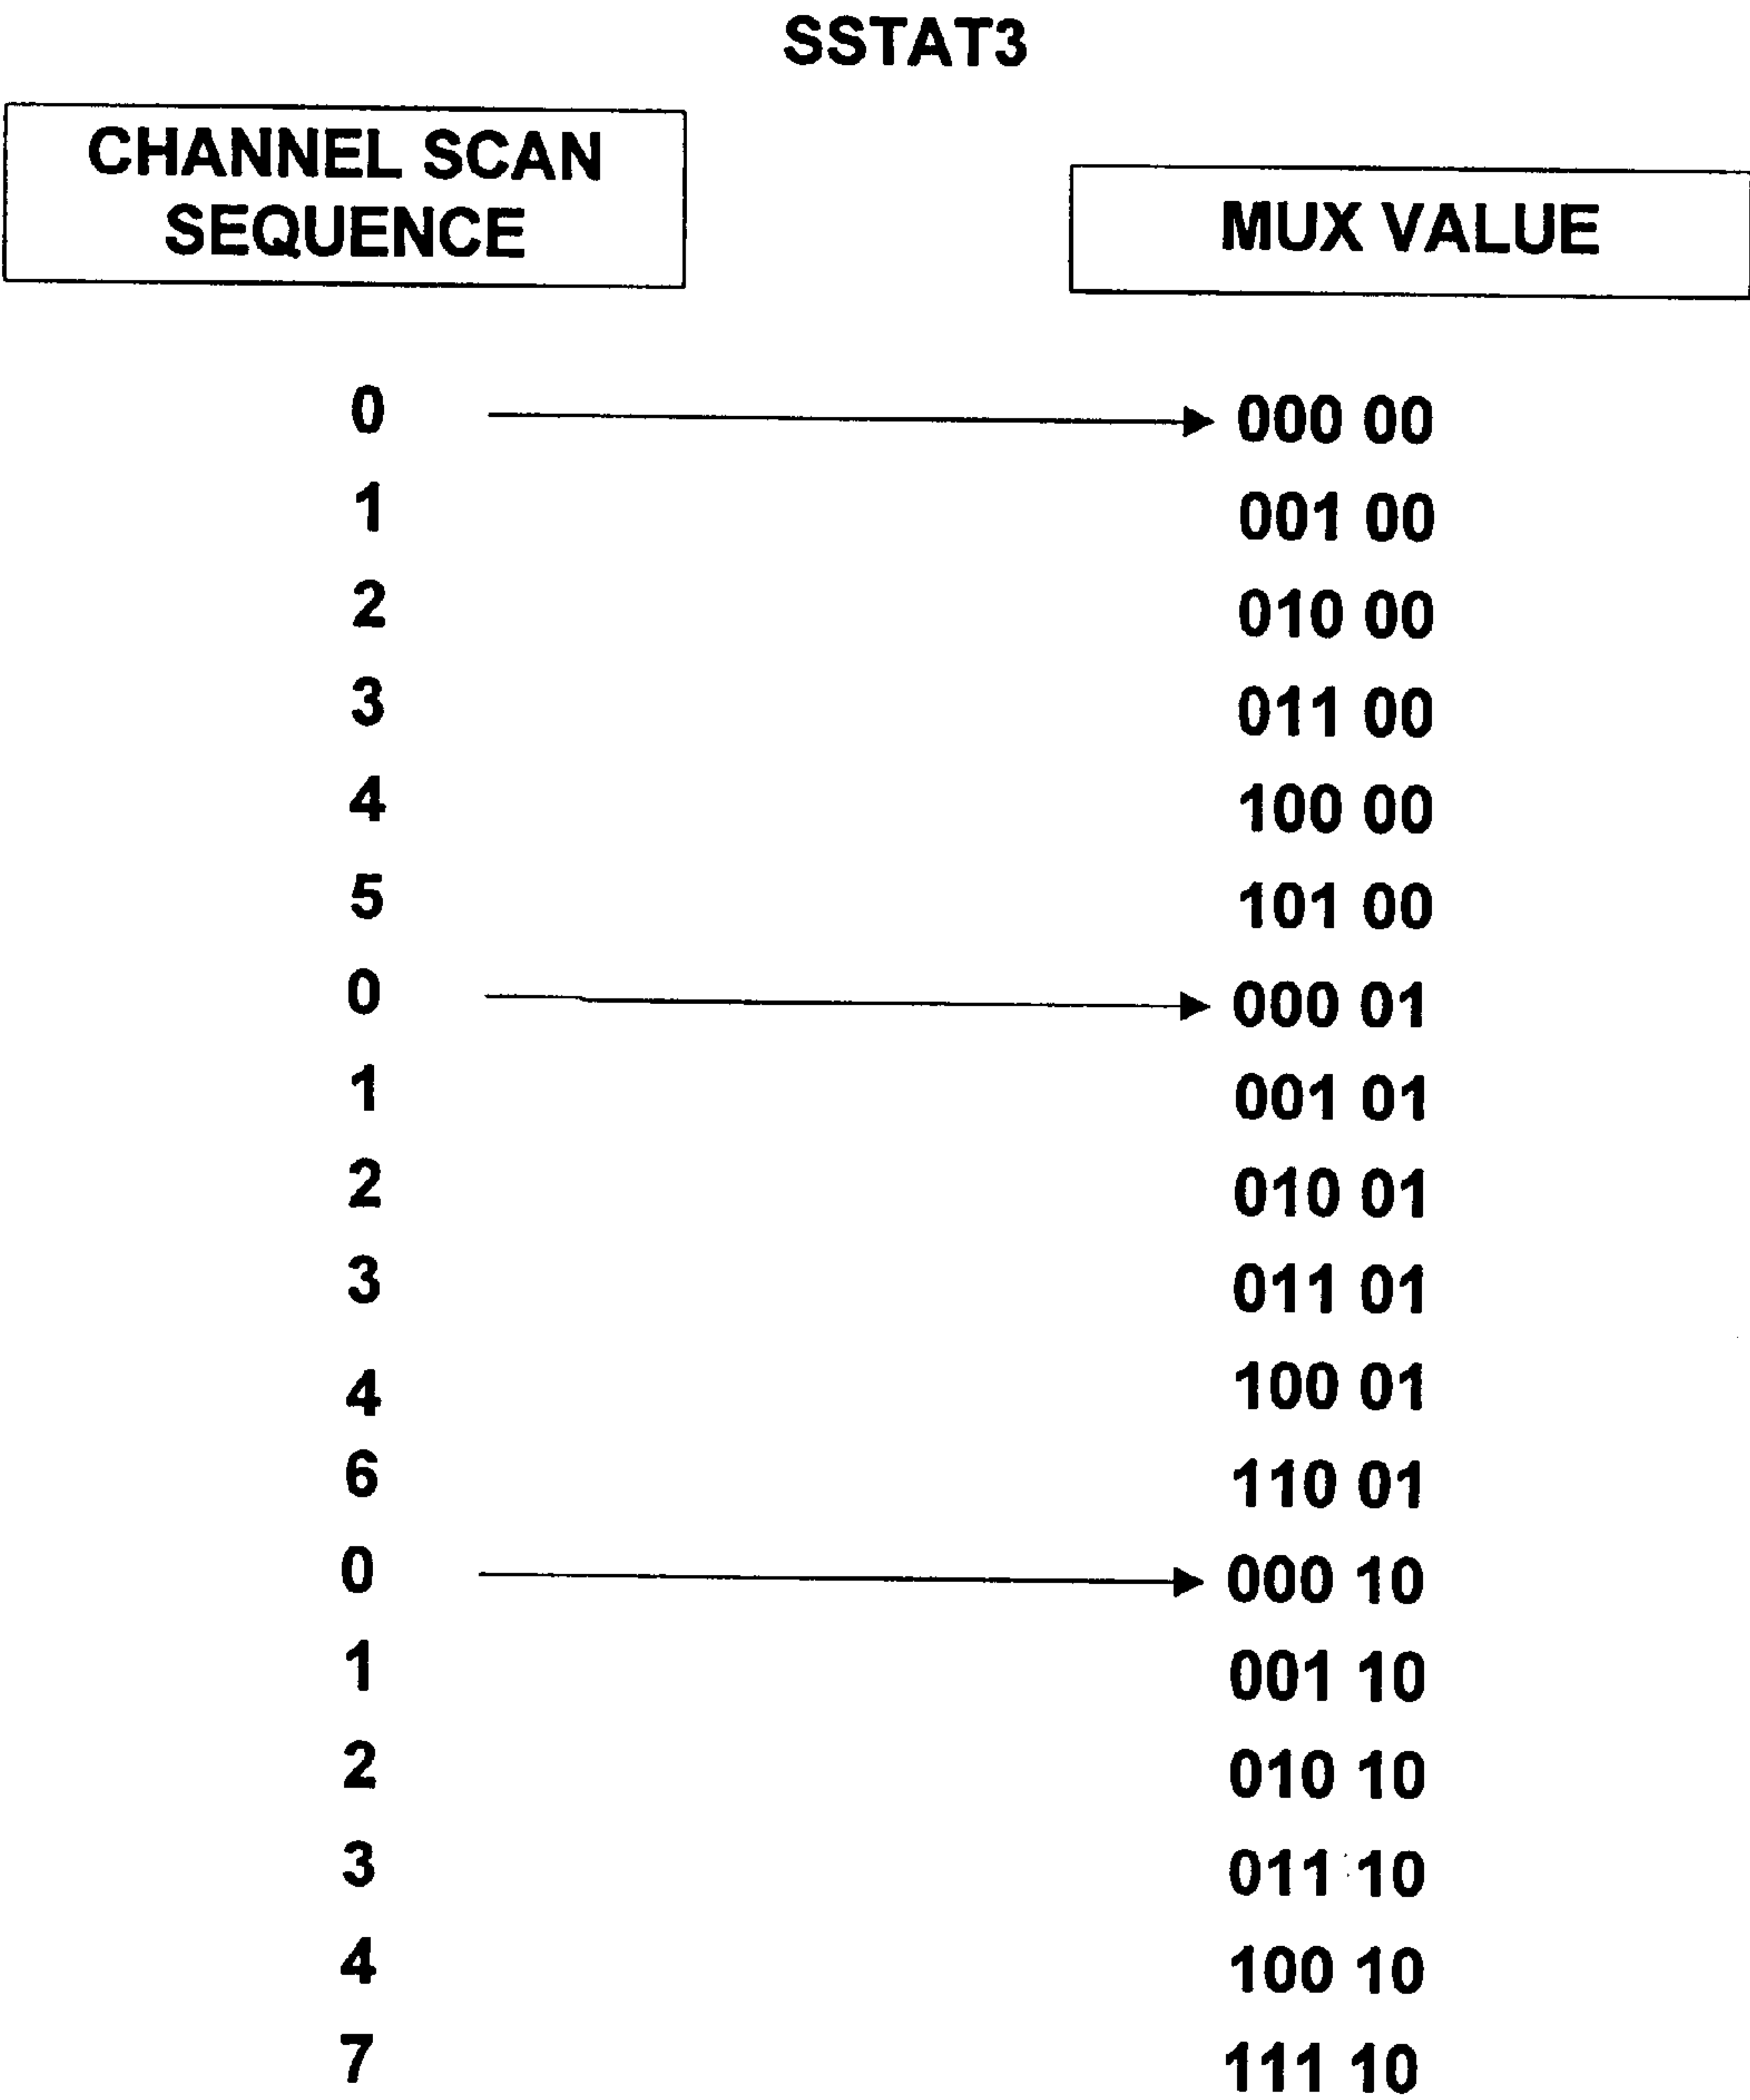 SSTAT3
CHANNEL SCAN
SEQUENCE
MUX VALUE
0 000 00
1 001 00
2 010 00
3 011 00
4 100 00
5 101 00
0 000 01
1 001 01
2 010 01
3 011 01
4 100 01
6 110 01
0 000 10
1 001 10
2 010 10
3 011 10
4 100 10
7 111 10